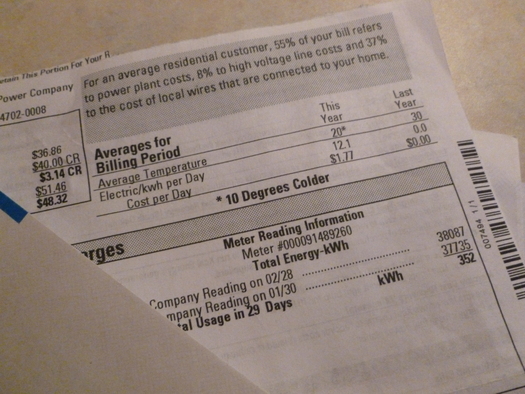 etain This Portion For Your R
Power Company
4702-0008
$36.86
$40.00 CR
$3.14 CR
$51.46
$48.32
For an average residential customer, 55% of your bill refers
to power plant costs, 8% to high voltage line costs and 37%
to the cost of local wires that are connected to your home.
Averages for
Billing Period
This
Year
Last
Year
Average Temperature 20* 30
Electric/kwh per Day 12.1 0.0
Cost per Day $1.77 $0.00
* 10 Degrees Colder
arges
Meter Reading Information
Meter #000091489260
Total Energy-kWh
Company Reading on 02/28 38087
mpany Reading on 01/30 37735
al Usage in 29 Days kWh 352
007494 1/1